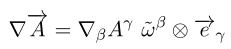 ∇A⃗ = ∇_β A^γ ω̃^β ⊗ e⃗_γ